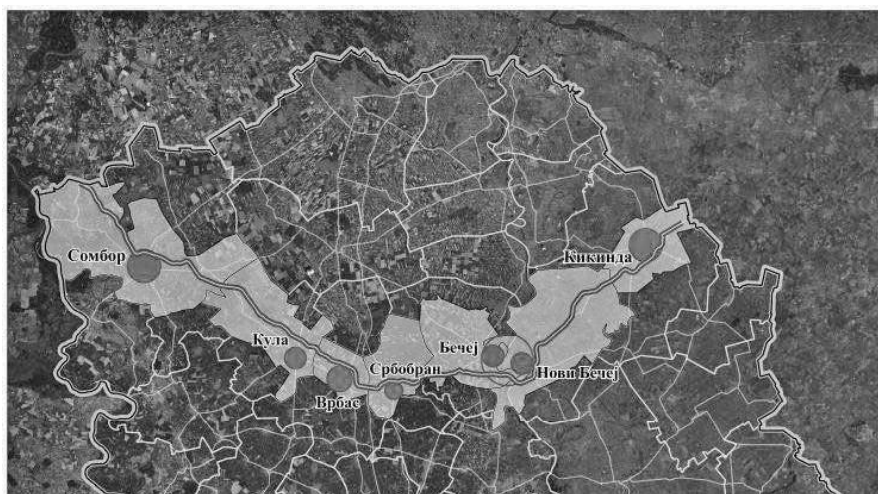 Сомбор
Кикинда
Кула
Бечеј
Србобран
Нови Бечеј
Врбас